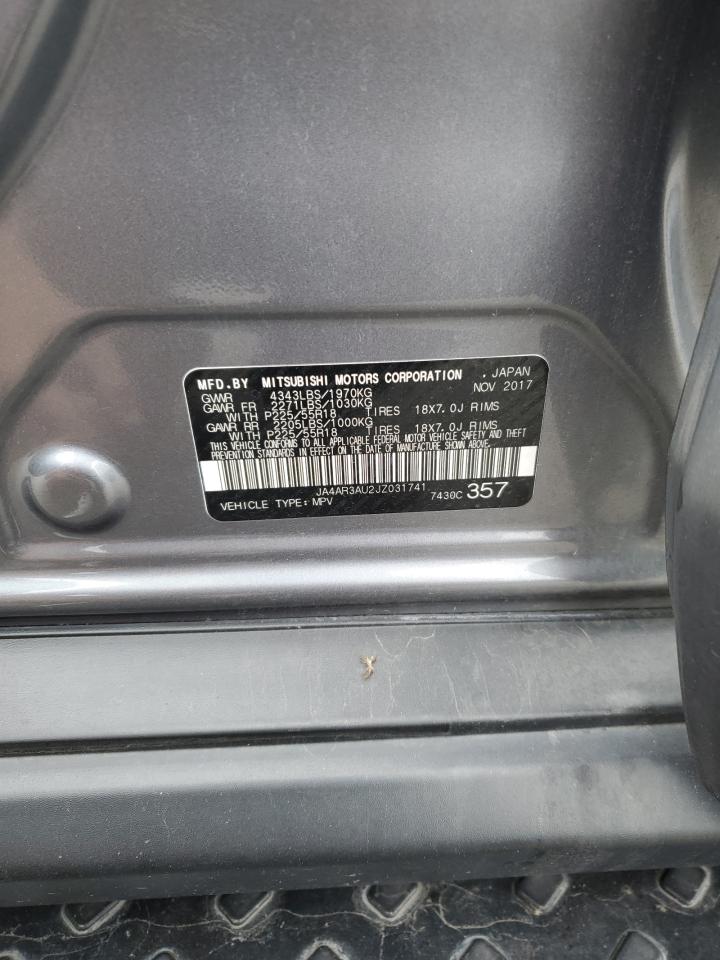 MFD.BY MITSUBISHI MOTORS CORPORATION . JAPAN
GVWR 4343LBS/1970KG NOV 2017
GAWR FR 2271LBS/1030KG
WITH P225/55R18 TIRES 18X7.0J RIMS
GAWR RR 2205LBS/1000KG
WITH P225/55R18 TIRES 18X7.0J RIMS
THIS VEHICLE CONFORMS TO ALL APPLICABLE FEDERAL MOTOR VEHICLE SAFETY AND THEFT
PREVENTION STANDARDS IN EFFECT ON THE DATE OF MANUFACTURE SHOWN ABOVE.
JA4AR3AU2JZ031741
VEHICLE TYPE: MPV 7430C 357